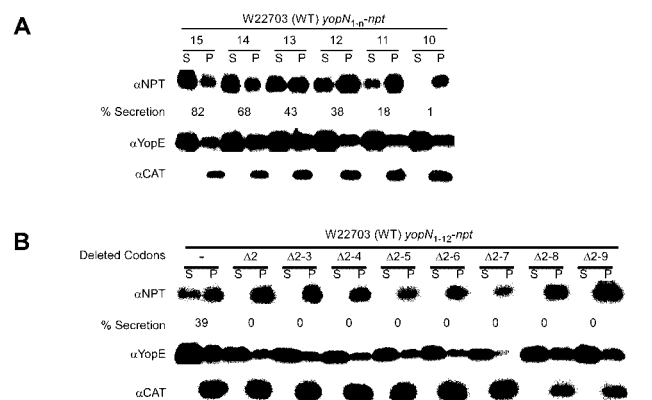 A
W22703 (WT) yopN1-n-npt
15 14 13 12 11 10
S P S P S P S P S P S P
αNPT
% Secretion 82 68 43 38 18 1
αYopE
αCAT
B
W22703 (WT) yopN1-12-npt
Deleted Codons - Δ2 Δ2-3 Δ2-4 Δ2-5 Δ2-6 Δ2-7 Δ2-8 Δ2-9
S P S P S P S P S P S P S P S P S P
αNPT
% Secretion 39 0 0 0 0 0 0 0 0
αYopE
αCAT